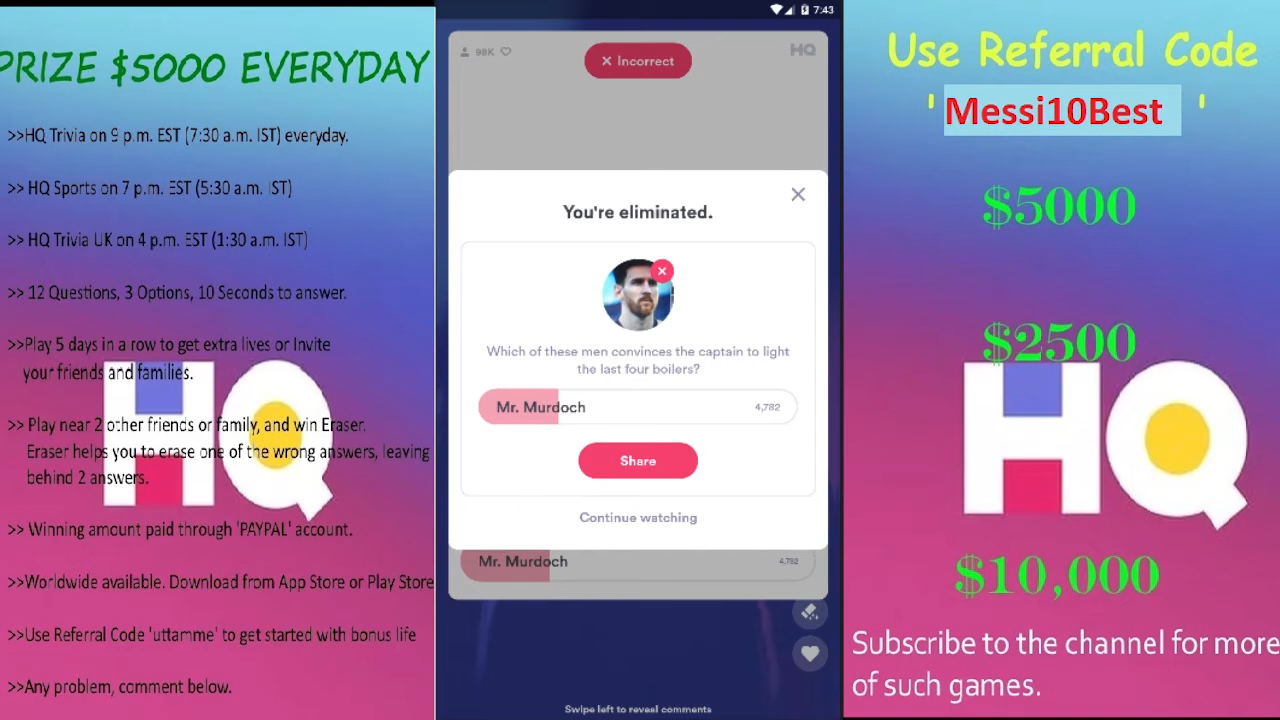 PRIZE $5000 EVERYDAY
>>HQ Trivia on 9 p.m. EST (7:30 a.m. IST) everyday.
>> HQ Sports on 7 p.m. EST (5:30 a.m. IST)
>> HQ Trivia UK on 4 p.m. EST (1:30 a.m. IST)
>> 12 Questions, 3 Options, 10 Seconds to answer.
>>Play 5 days in a row to get extra lives or Invite
your friends and families.
>> Play near 2 other friends or family, and win Eraser.
Eraser helps you to erase one of the wrong answers, leaving
behind 2 answers.
>> Winning amount paid through 'PAYPAL' account.
>>Worldwide available. Download from App Store or Play Store
>>Use Referral Code 'uttamme' to get started with bonus life
>>Any problem, comment below.
HQ
7:43
98K
× Incorrect
HQ
You're eliminated.
Which of these men convinces the captain to light
the last four boilers?
Mr. Murdoch 4,782
Share
Continue watching
Mr. Murdoch 4,782
Swipe left to reveal comments
Use Referral Code
' Messi10Best '
$5000
$2500
HQ
$10,000
Subscribe to the channel for more
of such games.